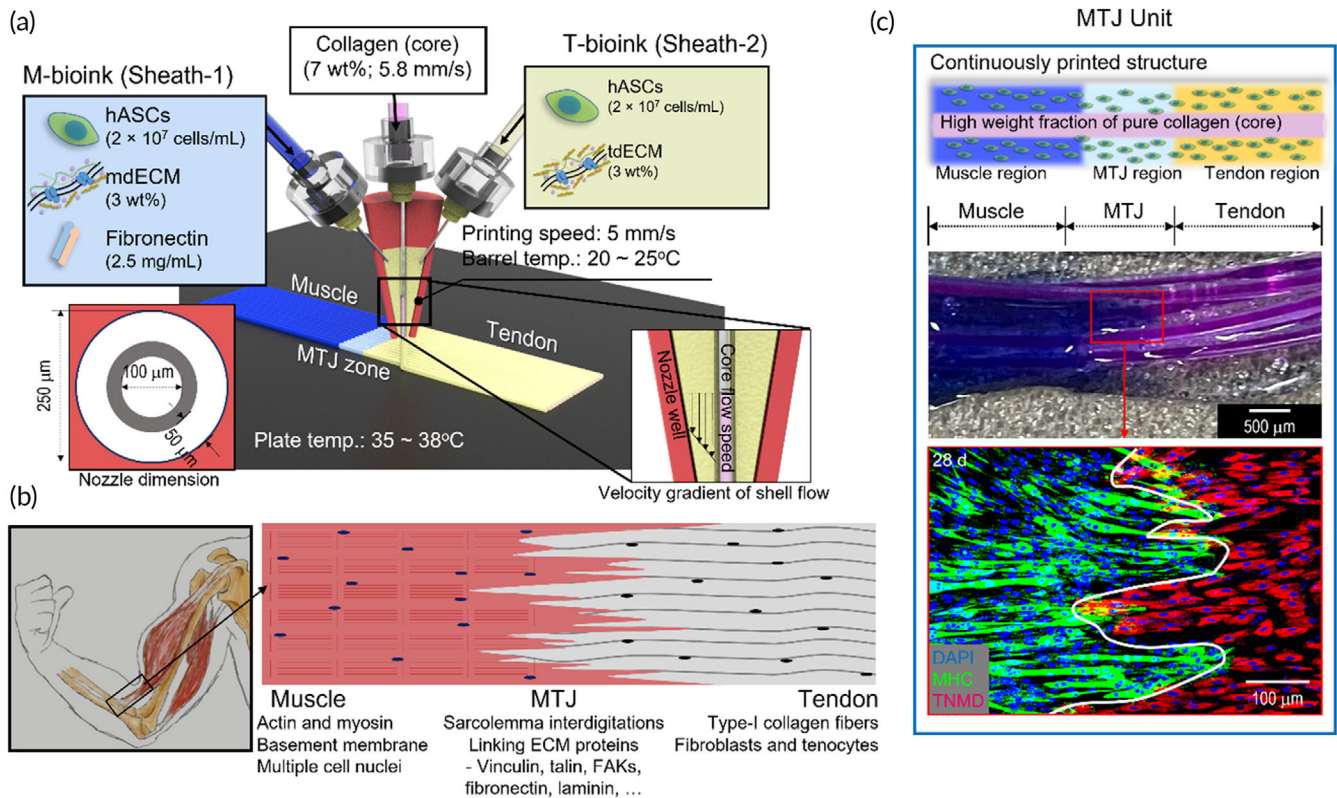 (a)
M-bioink (Sheath-1)
hASCs
(2 × 10⁷ cells/mL)
mdECM
(3 wt%)
Fibronectin
(2.5 mg/mL)
Collagen (core)
(7 wt%; 5.8 mm/s)
T-bioink (Sheath-2)
hASCs
(2 × 10⁷ cells/mL)
tdECM
(3 wt%)
Printing speed: 5 mm/s
Barrel temp.: 20 ~ 25°C
Muscle
MTJ zone
Tendon
Plate temp.: 35 ~ 38°C
250 μm
100 μm
50 μm
Nozzle dimension
Nozzle well
Core flow speed
Velocity gradient of shell flow
(b)
Muscle
Actin and myosin
Basement membrane
Multiple cell nuclei
MTJ
Sarcolemma interdigitations
Linking ECM proteins
- Vinculin, talin, FAKs,
fibronectin, laminin, ...
Tendon
Type-I collagen fibers
Fibroblasts and tenocytes
(c)
MTJ Unit
Continuously printed structure
High weight fraction of pure collagen (core)
Muscle region
MTJ region
Tendon region
Muscle
MTJ
Tendon
500 μm
28 d
DAPI
MHC
TNMD
100 μm